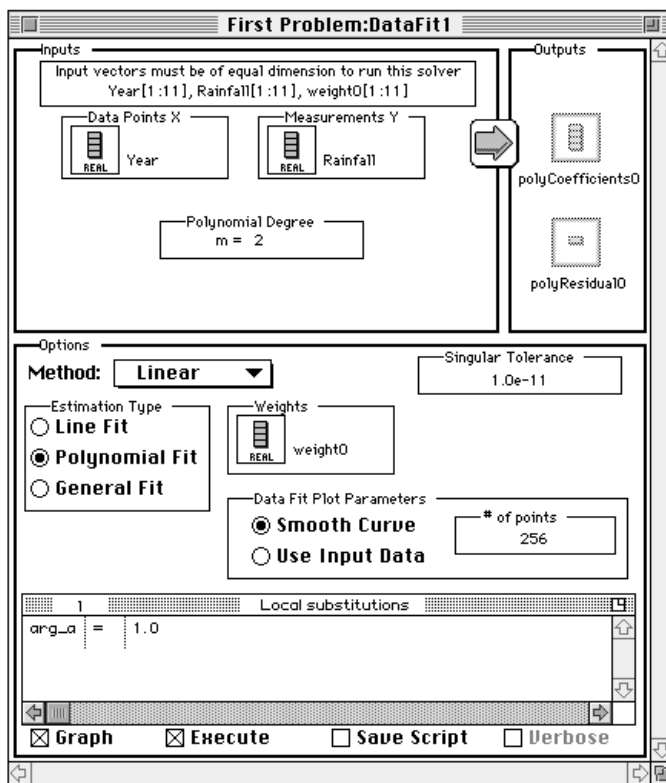 First Problem:DataFit1
Inputs
Outputs
Input vectors must be of equal dimension to run this solver
Year[1:11], Rainfall[1:11], weight0[1:11]
Data Points X
REAL
Year
Measurements Y
REAL
Rainfall
polyCoefficients0
Polynomial Degree
m = 2
polyResidual0
Options
Method: Linear
Singular Tolerance
1.0e-11
Estimation Type
Line Fit
Polynomial Fit
General Fit
Weights
REAL
weight0
Data Fit Plot Parameters
Smooth Curve
Use Input Data
# of points
256
1 Local substitutions
arg_a = 1.0
Graph Execute Save Script Verbose